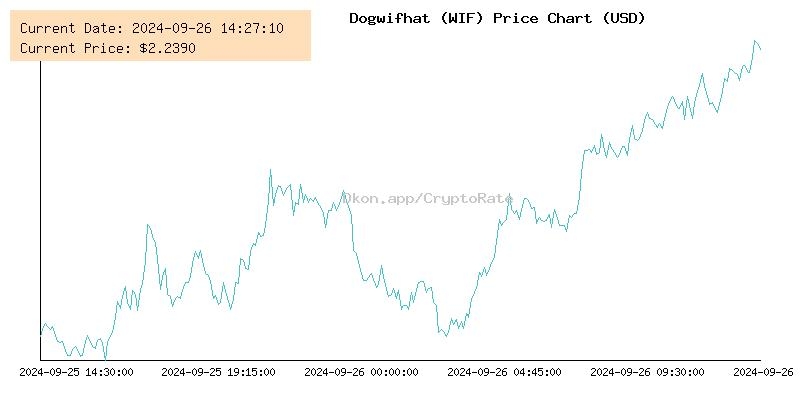 Dogwifhat (WIF) Price Chart (USD)
Current Date: 2024-09-26 14:27:10
Current Price: $2.2390
Dkon.app/CryptoRate
2024-09-25 14:30:00
2024-09-25 19:15:00
2024-09-26 00:00:00
2024-09-26 04:45:00
2024-09-26 09:30:00
2024-09-26